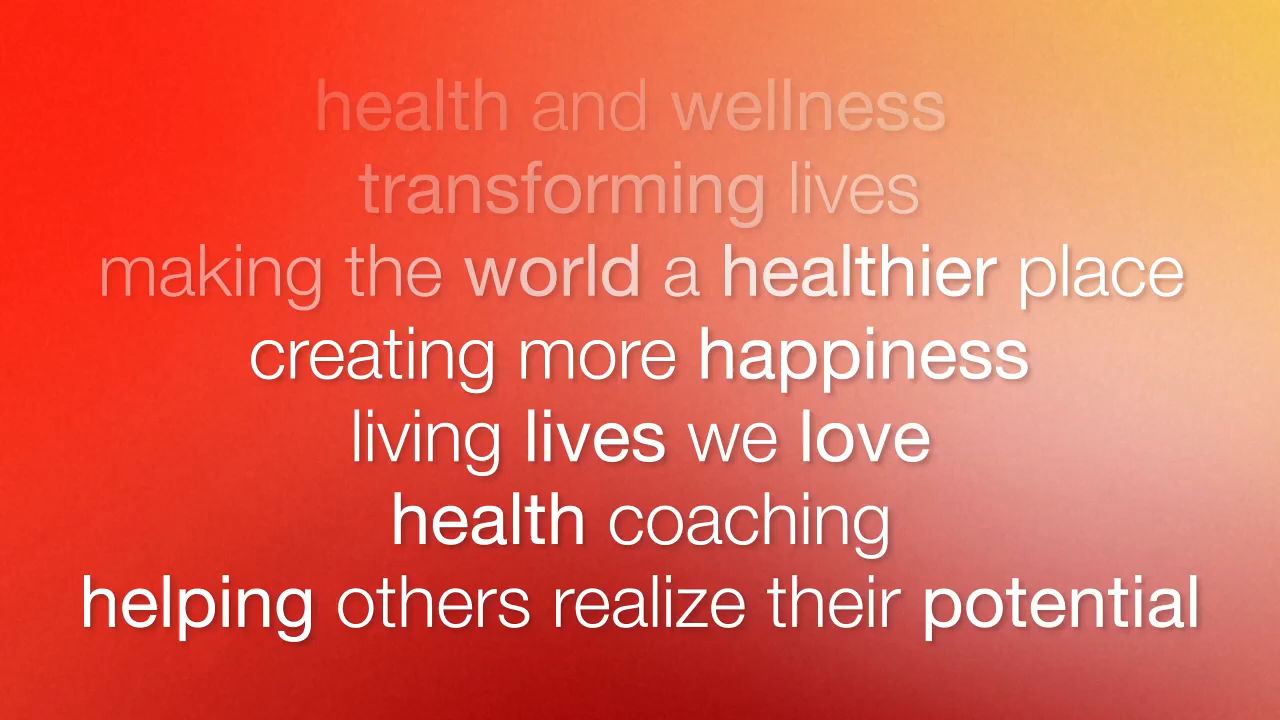 health and wellness
transforming lives
making the world a healthier place
creating more happiness
living lives we love
health coaching
helping others realize their potential